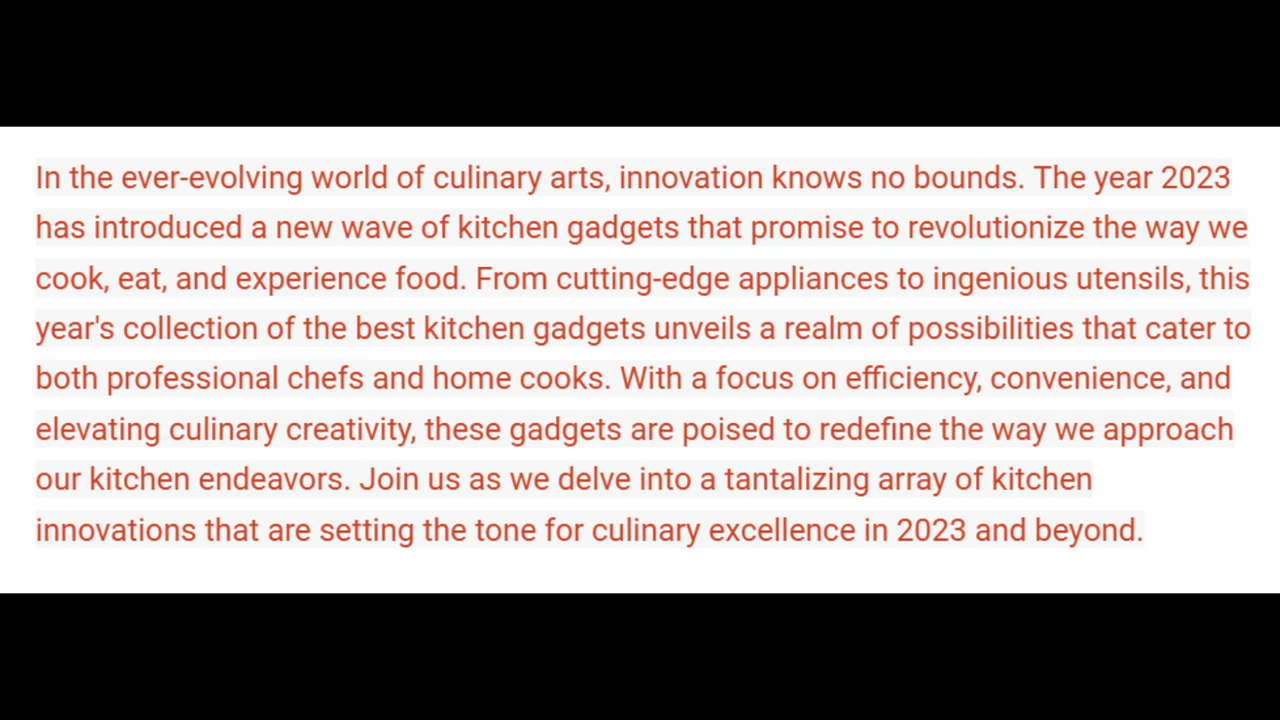 In the ever-evolving world of culinary arts, innovation knows no bounds. The year 2023
has introduced a new wave of kitchen gadgets that promise to revolutionize the way we
cook, eat, and experience food. From cutting-edge appliances to ingenious utensils, this
year's collection of the best kitchen gadgets unveils a realm of possibilities that cater to
both professional chefs and home cooks. With a focus on efficiency, convenience, and
elevating culinary creativity, these gadgets are poised to redefine the way we approach
our kitchen endeavors. Join us as we delve into a tantalizing array of kitchen
innovations that are setting the tone for culinary excellence in 2023 and beyond.